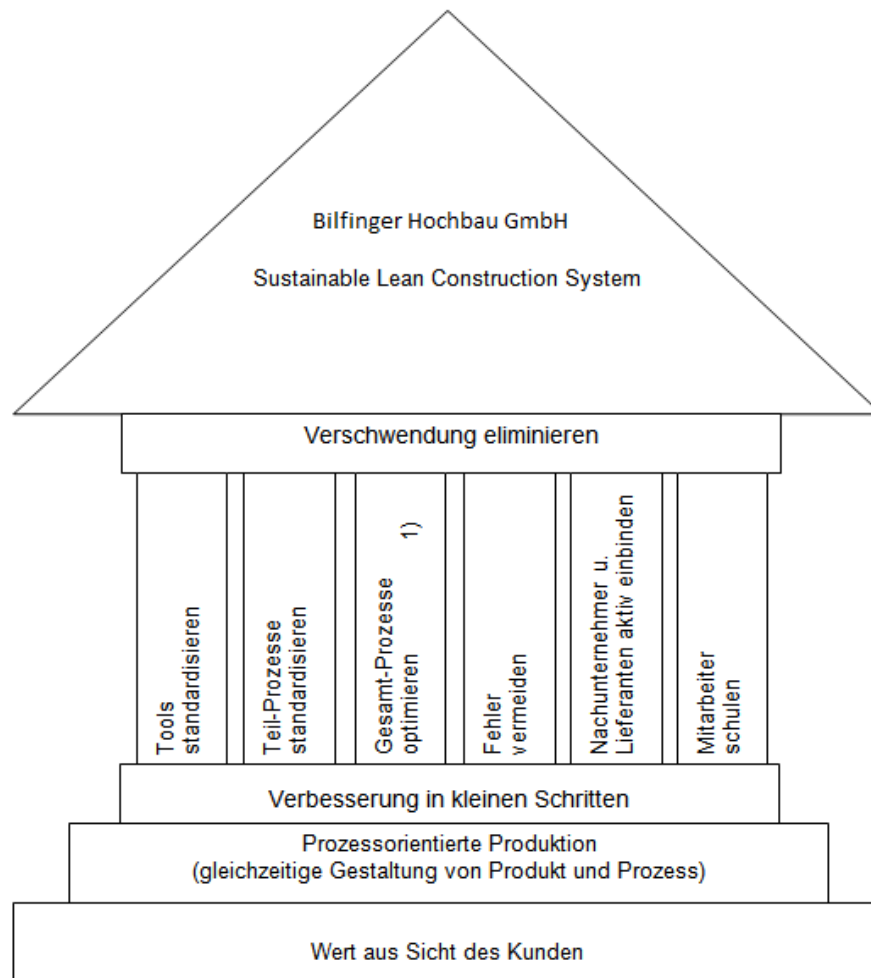 Bilfinger Hochbau GmbH
Sustainable Lean Construction System
Verschwendung eliminieren
Tools
standardisieren
Teil-Prozesse
standardisieren
Gesamt-Prozesse
optimieren 1)
Fehler
vermeiden
Nachunternehmer u.
Lieferanten aktiv einbinden
Mitarbeiter
schulen
Verbesserung in kleinen Schritten
Prozessorientierte Produktion
(gleichzeitige Gestaltung von Produkt und Prozess)
Wert aus Sicht des Kunden